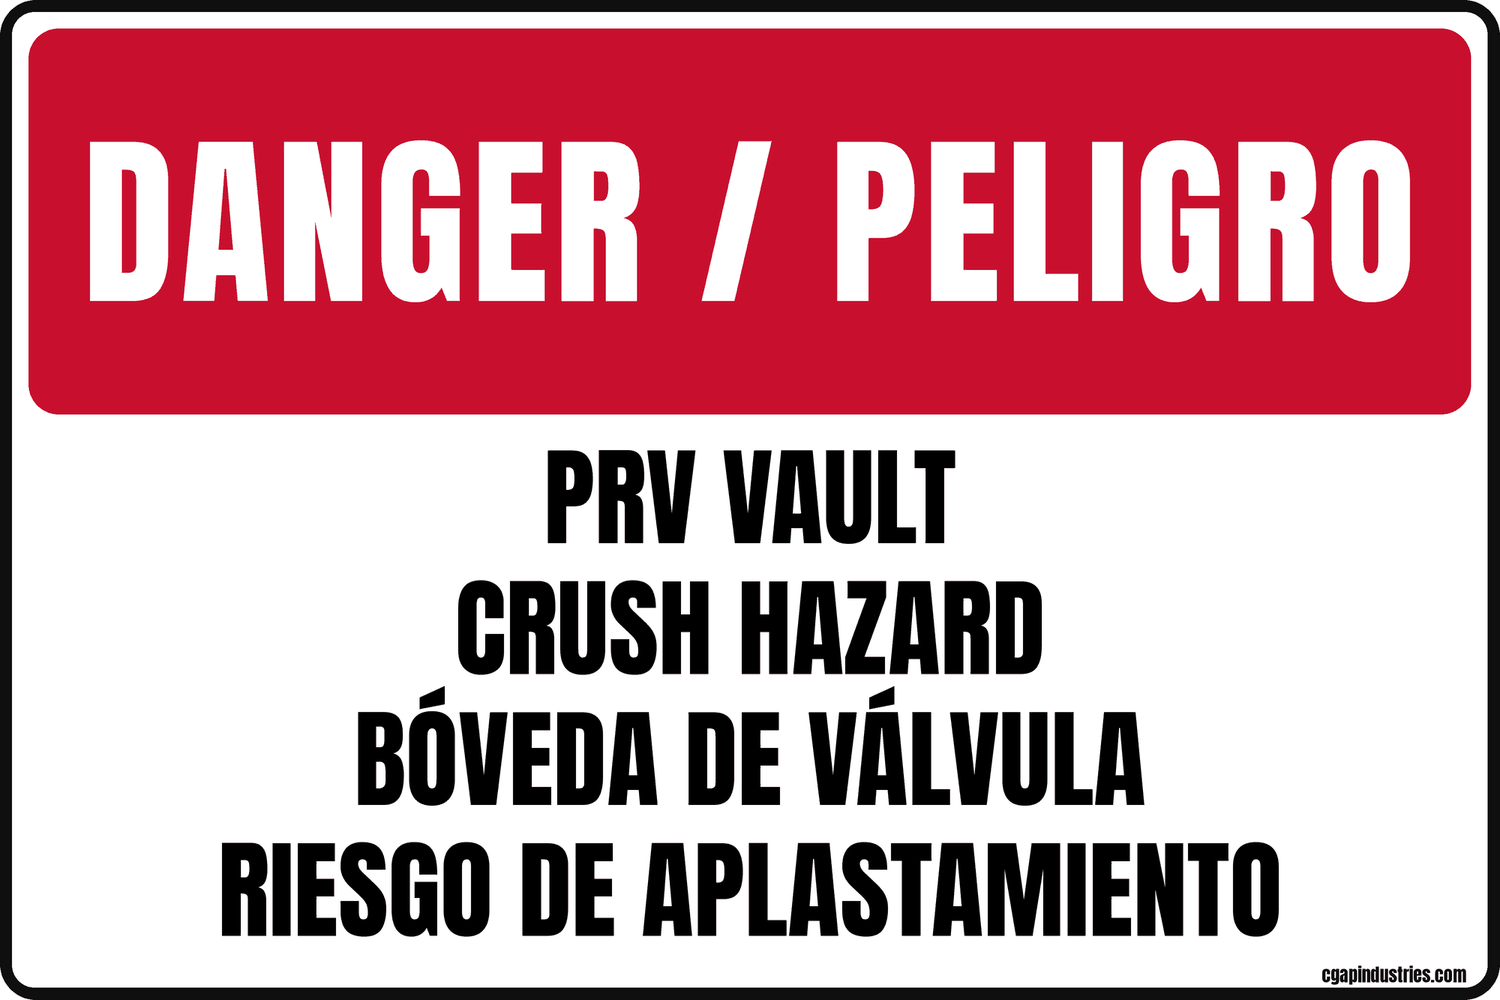 DANGER / PELIGRO
PRV VAULT
CRUSH HAZARD
BÓVEDA DE VÁLVULA
RIESGO DE APLASTAMIENTO
cgapindustries.com